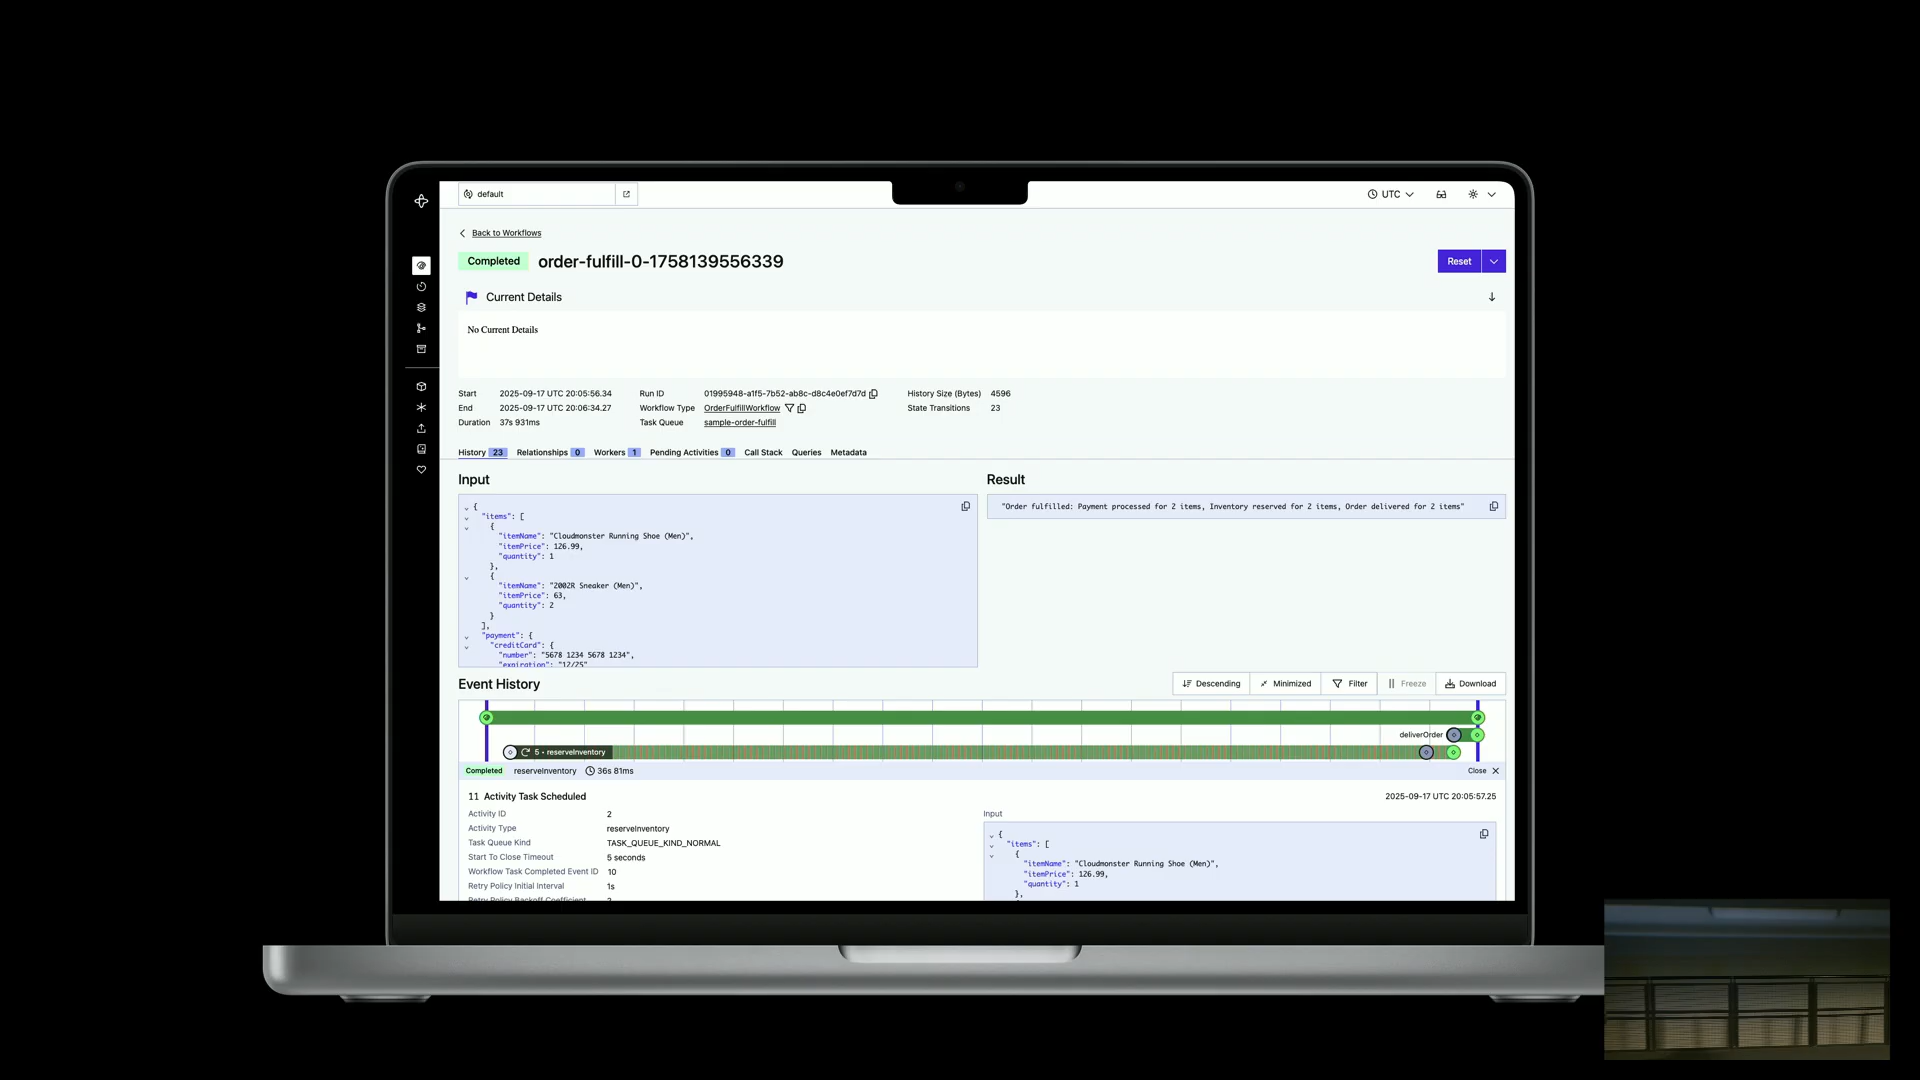 default
UTC
Back to Workflows
Completed order-fulfill-0-1758139556339
Reset
Current Details
No Current Details
Start 2025-09-17 UTC 20:05:56.34 Run ID 01995948-a1f5-7b52-ab8c-d8c4e0ef7d7d History Size (Bytes) 4596
End 2025-09-17 UTC 20:06:34.27 Workflow Type OrderFulfillWorkflow State Transitions 23
Duration 37s 931ms Task Queue sample-order-fulfill
History 23 Relationships 0 Workers 1 Pending Activities 0 Call Stack Queries Metadata
Input
{
"items": [
{
"itemName": "Cloudmonster Running Shoe (Men)",
"itemPrice": 126.99,
"quantity": 1
},
{
"itemName": "2002R Sneaker (Men)",
"itemPrice": 63,
"quantity": 2
}
],
"payment": {
"creditCard": {
"number": "5678 1234 5678 1234",
"expiration": "12/25"
Result
"Order fulfilled: Payment processed for 2 items, Inventory reserved for 2 items, Order delivered for 2 items"
Event History
Descending Minimized Filter Freeze Download
deliverOrder
5 • reserveInventory
Completed reserveInventory 36s 81ms Close
11 Activity Task Scheduled 2025-09-17 UTC 20:05:57.25
Activity ID 2
Activity Type reserveInventory
Task Queue Kind TASK_QUEUE_KIND_NORMAL
Start To Close Timeout 5 seconds
Workflow Task Completed Event ID 10
Retry Policy Initial Interval 1s
Retry Policy Backoff Coefficient 2
Input
{
"items": [
{
"itemName": "Cloudmonster Running Shoe (Men)",
"itemPrice": 126.99,
"quantity": 1
},